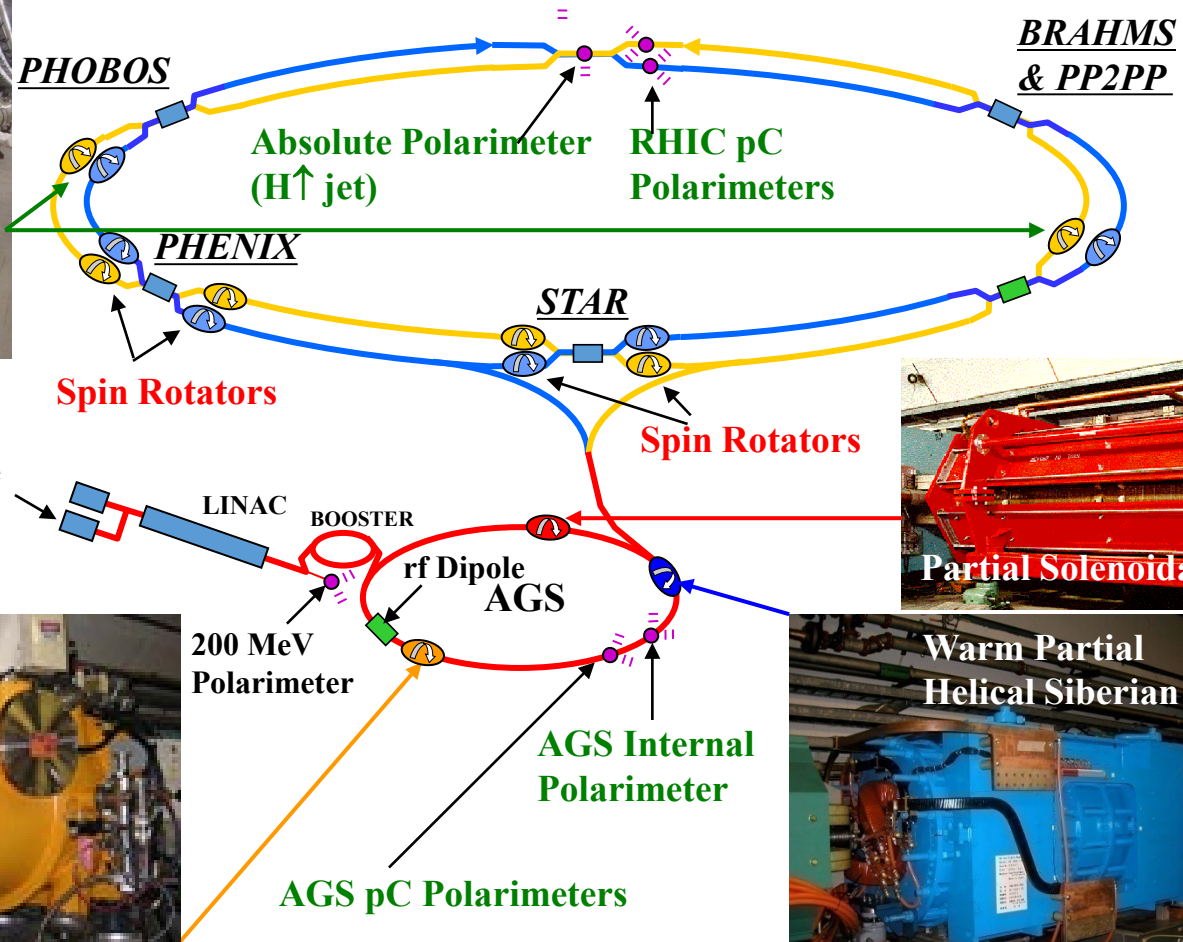 PHOBOS
BRAHMS
& PP2PP
Absolute Polarimeter
(H↑ jet)
RHIC pC
Polarimeters
PHENIX
STAR
Spin Rotators
Spin Rotators
LINAC
BOOSTER
rf Dipole
AGS
Partial Solenoida
200 MeV
Polarimeter
Warm Partial
Helical Siberian
AGS Internal
Polarimeter
AGS pC Polarimeters